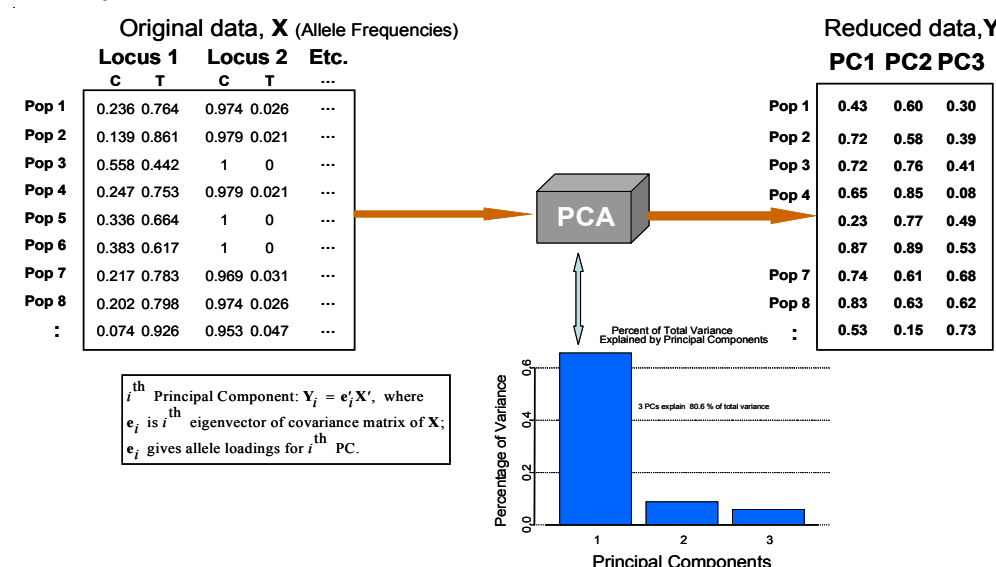 Original data, X (Allele Frequencies)
Locus 1 Locus 2 Etc.
C T C T ...
Pop 1 0.236 0.764 0.974 0.026 ...
Pop 2 0.139 0.861 0.979 0.021 ...
Pop 3 0.558 0.442 1 0 ...
Pop 4 0.247 0.753 0.979 0.021 ...
Pop 5 0.336 0.664 1 0 ...
Pop 6 0.383 0.617 1 0 ...
Pop 7 0.217 0.783 0.969 0.031 ...
Pop 8 0.202 0.798 0.974 0.026 ...
: 0.074 0.926 0.953 0.047 ...
PCA
Reduced data,Y
PC1 PC2 PC3
Pop 1 0.43 0.60 0.30
Pop 2 0.72 0.58 0.39
Pop 3 0.72 0.76 0.41
Pop 4 0.65 0.85 0.08
0.23 0.77 0.49
0.87 0.89 0.53
Pop 7 0.74 0.61 0.68
Pop 8 0.83 0.63 0.62
: 0.53 0.15 0.73
i th Principal Component: Y_i = e′_i X′, where
e_i is i th eigenvector of covariance matrix of X;
e_i gives allele loadings for i th PC.
Percent of Total Variance
Explained by Principal Components
3 PCs explain 80.6 % of total variance
Percentage of Variance
0.6
0.4
0.2
0.0
1 2 3
Principal Components